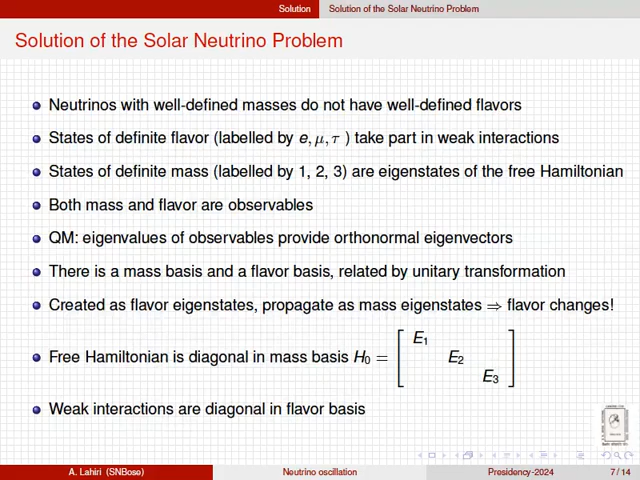 Solution Solution of the Solar Neutrino Problem
Solution of the Solar Neutrino Problem
Neutrinos with well-defined masses do not have well-defined flavors
States of definite flavor (labelled by e, μ, τ ) take part in weak interactions
States of definite mass (labelled by 1, 2, 3) are eigenstates of the free Hamiltonian
Both mass and flavor are observables
QM: eigenvalues of observables provide orthonormal eigenvectors
There is a mass basis and a flavor basis, related by unitary transformation
Created as flavor eigenstates, propagate as mass eigenstates ⇒ flavor changes!
E₁
Free Hamiltonian is diagonal in mass basis H₀ = [ E₂ ]
E₃
Weak interactions are diagonal in flavor basis
A. Lahiri (SNBose) Neutrino oscillation Presidency-2024 7 / 14